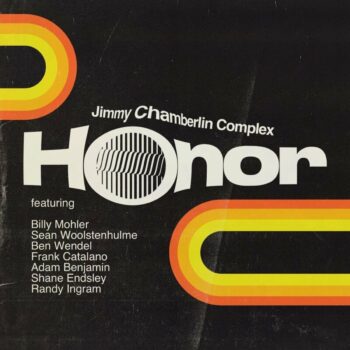 Jimmy Chamberlin Complex
Honor
featuring
Billy Mohler
Sean Woolstenhulme
Ben Wendel
Frank Catalano
Adam Benjamin
Shane Endsley
Randy Ingram